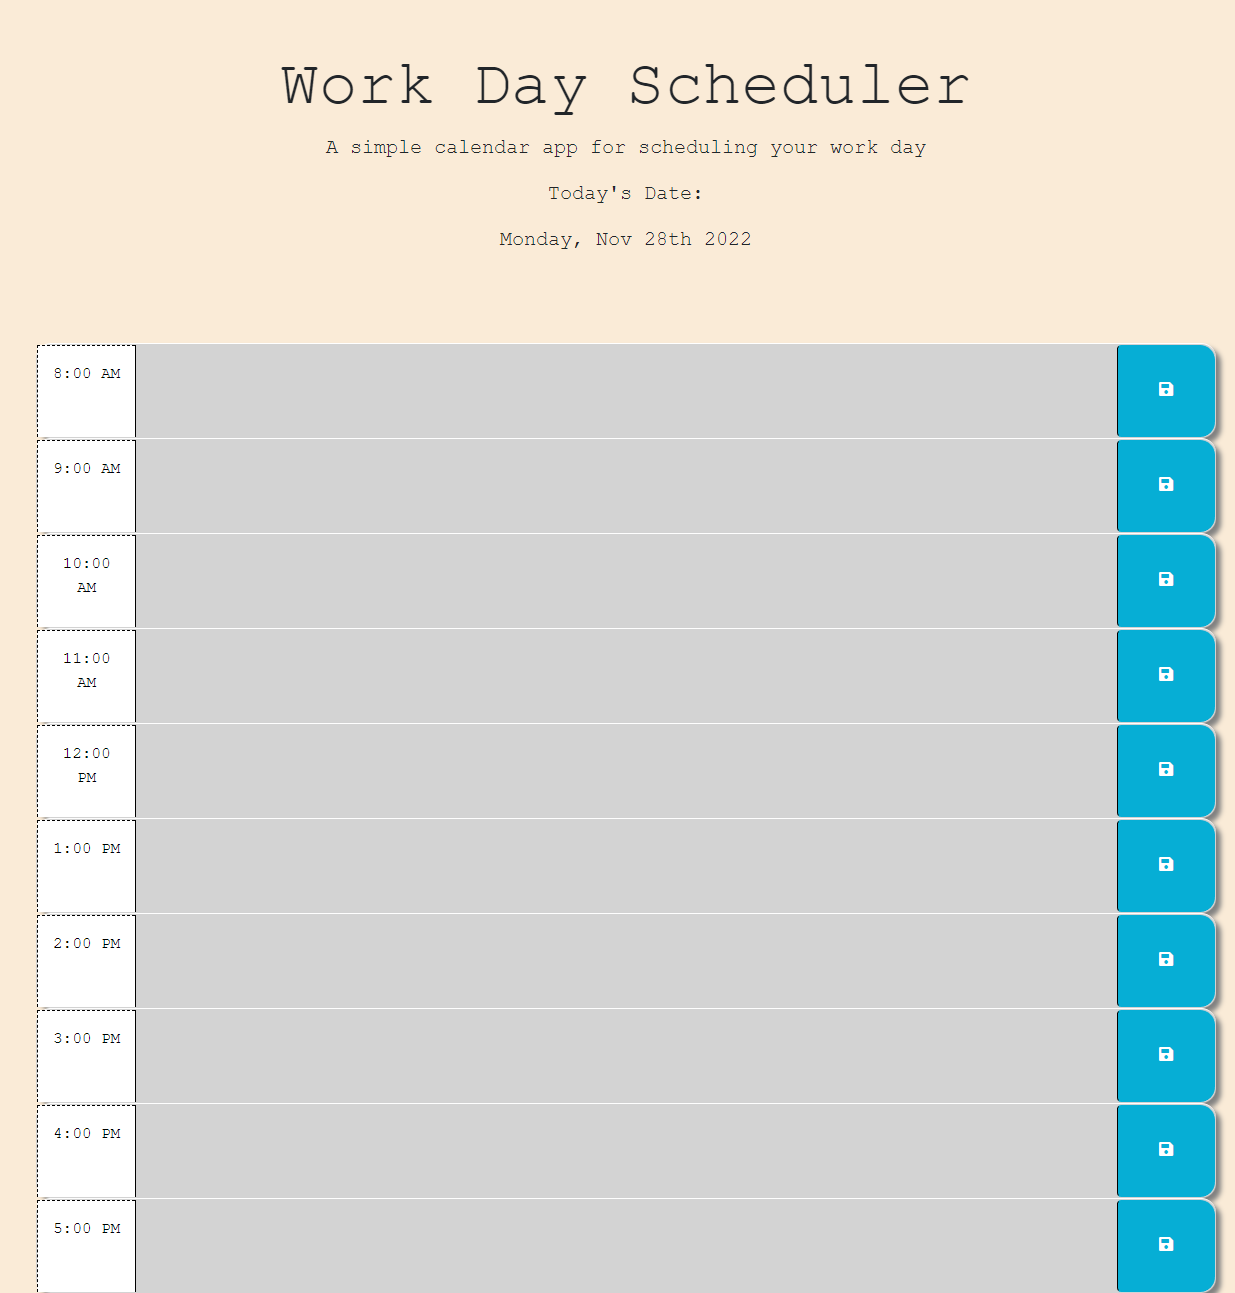 Work Day Scheduler
A simple calendar app for scheduling your work day
Today's Date:
Monday, Nov 28th 2022
8:00 AM
9:00 AM
10:00
AM
11:00
AM
12:00
PM
1:00 PM
2:00 PM
3:00 PM
4:00 PM
5:00 PM